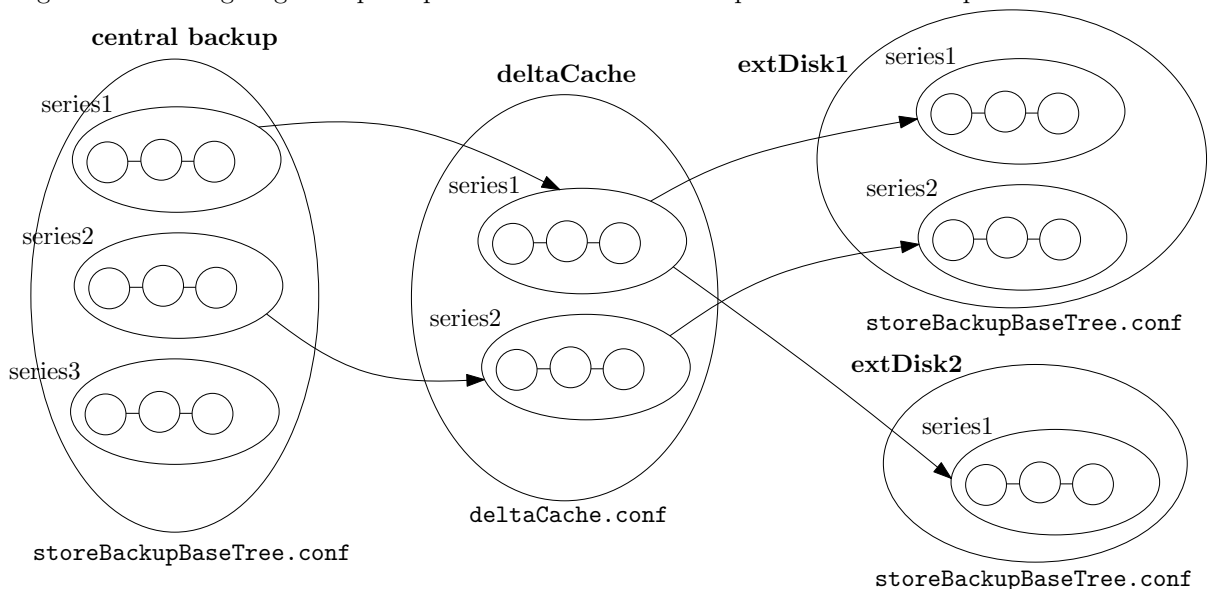 central backup
series1
series2
series3
storeBackupBaseTree.conf
deltaCache
series1
series2
deltaCache.conf
extDisk1
series1
series2
storeBackupBaseTree.conf
extDisk2
series1
storeBackupBaseTree.conf